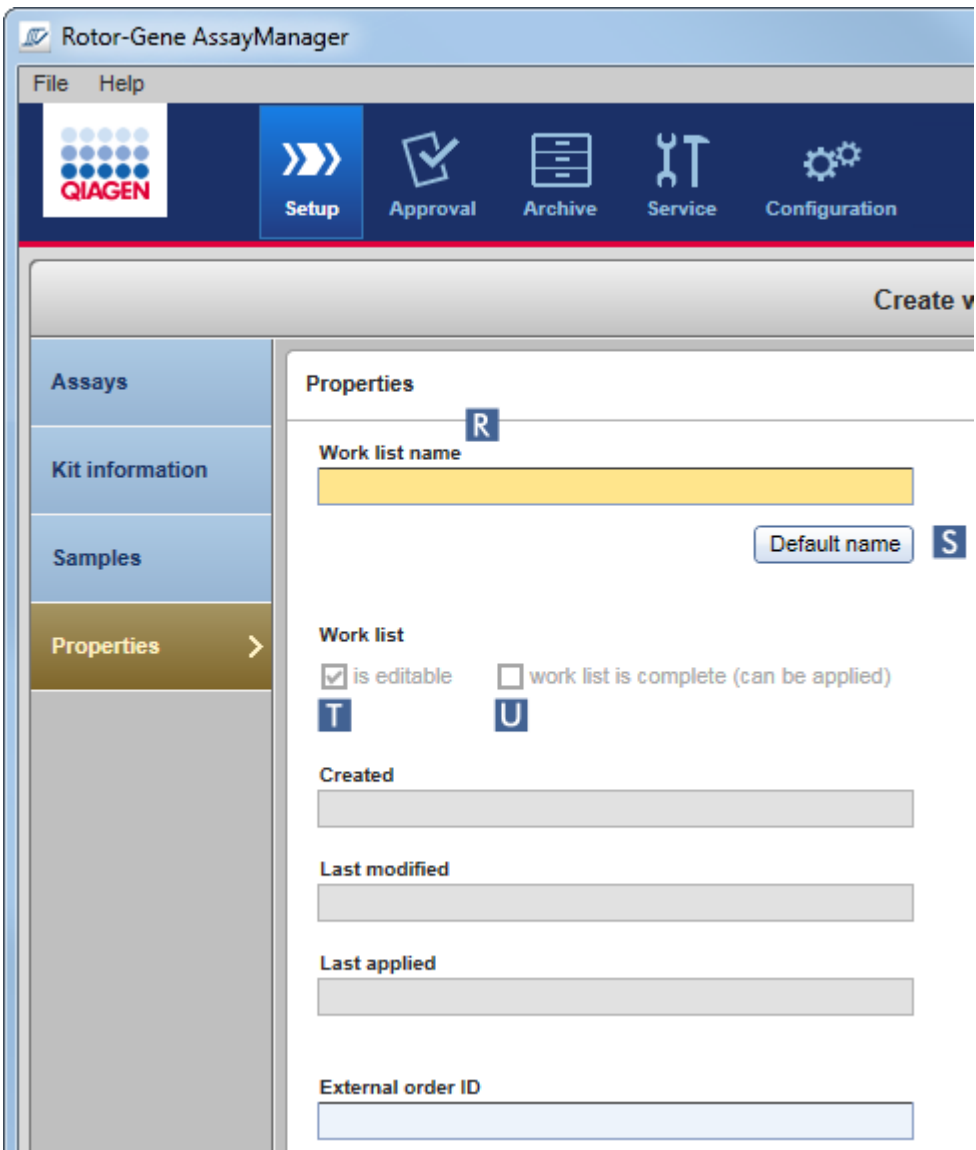 Rotor-Gene AssayManager
File Help
QIAGEN
Setup Approval Archive Service Configuration
Create w
Assays
Kit information
Samples
Properties
Properties
R
Work list name
Default name S
Work list
is editable work list is complete (can be applied)
T U
Created
Last modified
Last applied
External order ID